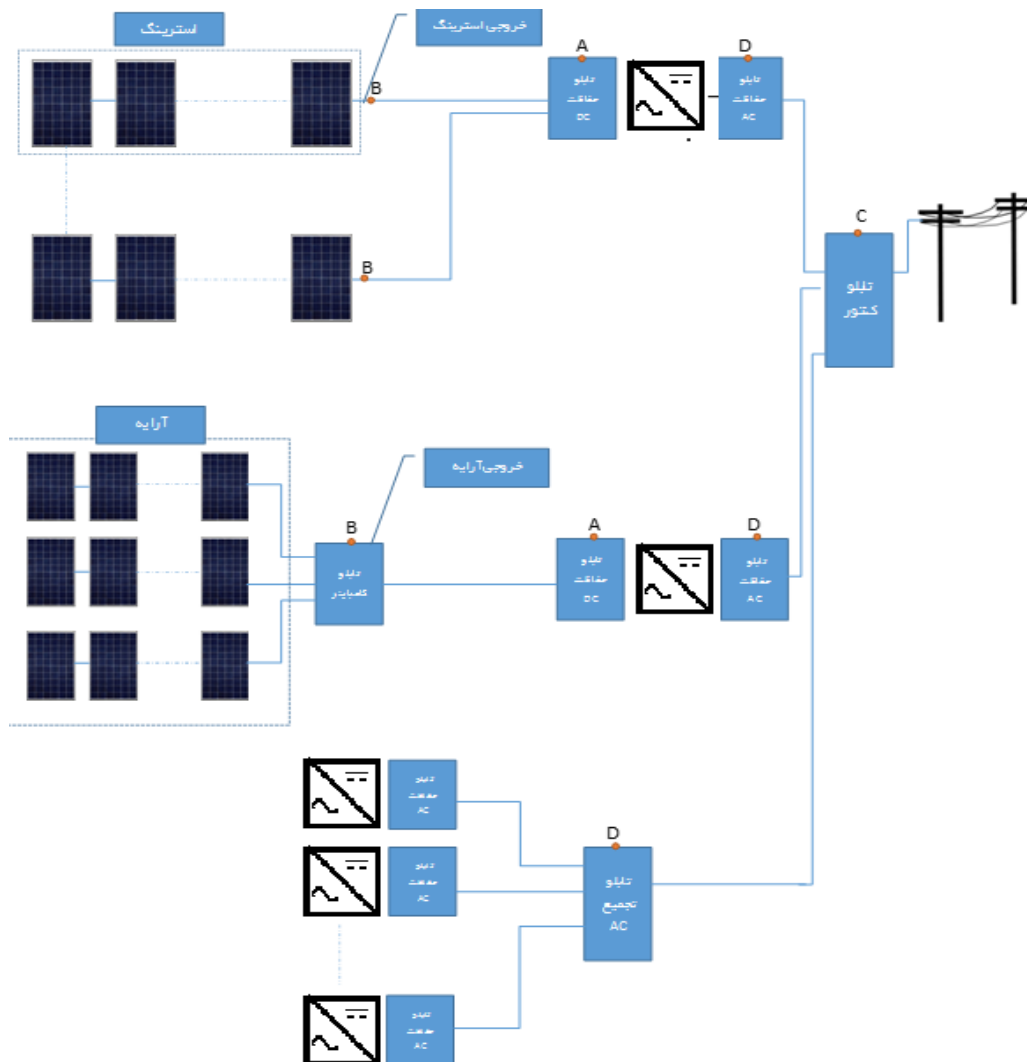 استرینگ
خروجی استرینگ
A
D
B
تابلو
حفاظت
DC
تابلو
حفاظت
AC
C
B
تابلو
کنتور
آرایه
خروجی آرایه
B
A
D
تابلو
کامباینر
تابلو
حفاظت
DC
تابلو
حفاظت
AC
تابلو
حفاظت
AC
D
تابلو
حفاظت
AC
تابلو
تجمیع
AC
تابلو
حفاظت
AC